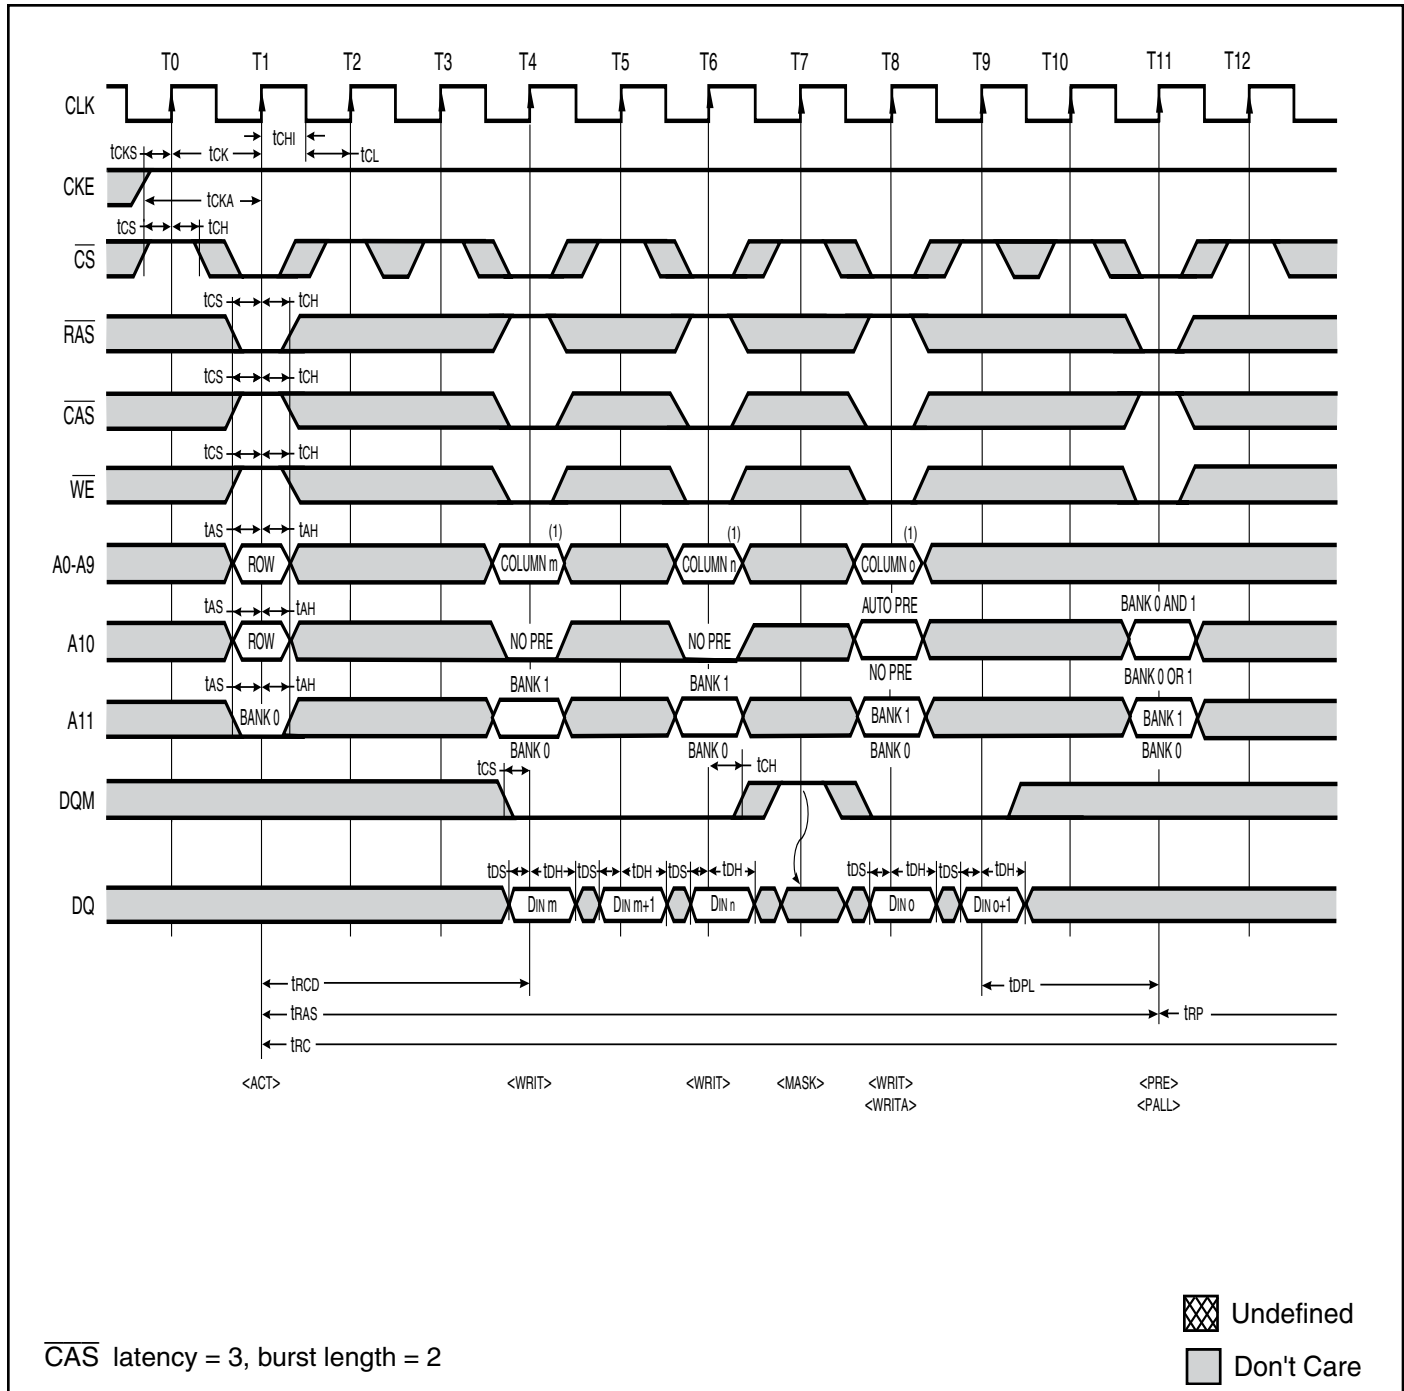 T0 T1 T2 T3 T4 T5 T6 T7 T8 T9 T10 T11 T12
CLK
tCHI
tCKS tCK tCL
CKE
tCKA
tCS tCH
CS
tCS tCH
RAS
tCS tCH
CAS
tCS tCH
WE
tAS tAH (1) (1) (1)
A0-A9 ROW COLUMN m COLUMN n COLUMN o
tAS tAH AUTO PRE BANK 0 AND 1
A10 ROW NO PRE NO PRE
NO PRE BANK 0 OR 1
tAS tAH BANK 1 BANK 1
A11 BANK 0 BANK 1 BANK 1
BANK 0 BANK 0 BANK 0 BANK 0
tCS tCH
DQM
tDS tDH tDS tDH tDS tDH tDS tDH tDS tDH
DQ DIN m DIN m+1 DIN n DIN o DIN o+1
tRCD tDPL
tRAS tRP
tRC
<ACT> <WRIT> <WRIT> <MASK> <WRIT> <PRE>
<WRITA> <PALL>
Undefined
CAS latency = 3, burst length = 2
Don't Care